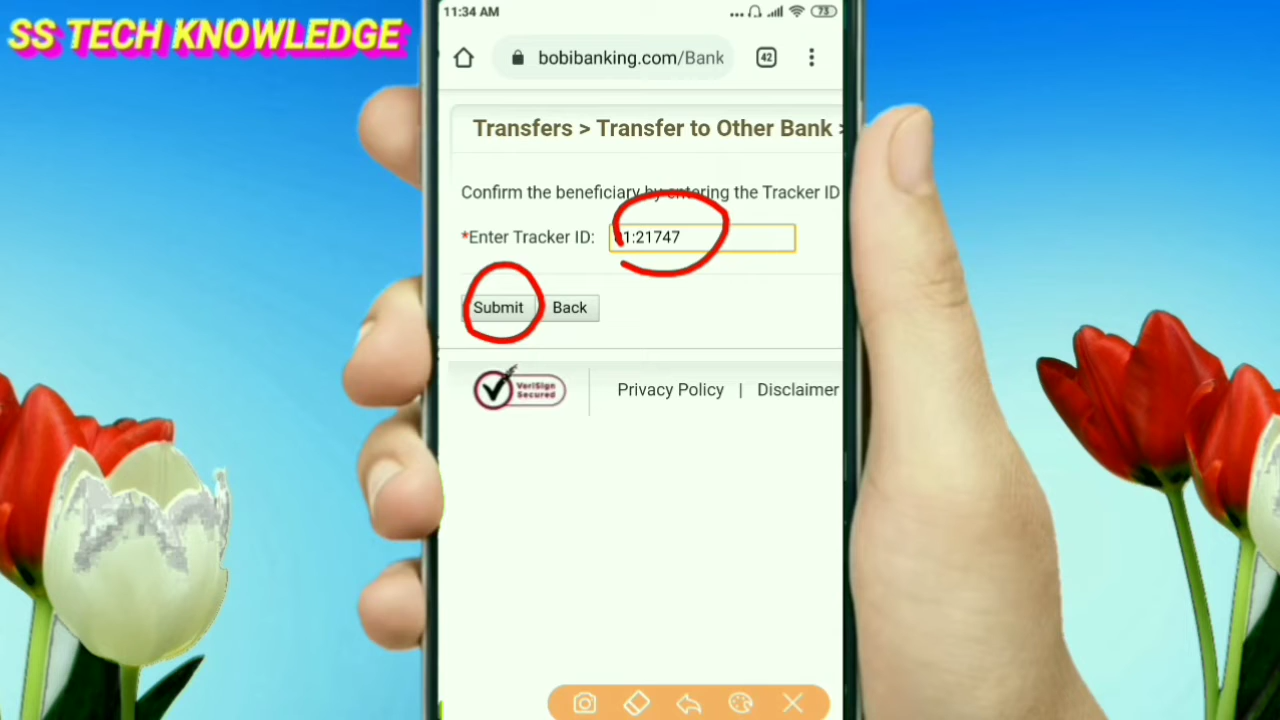 SS TECH KNOWLEDGE
11:34 AM
73
bobibanking.com/Bank
42
Transfers > Transfer to Other Bank >
Confirm the beneficiary by entering the Tracker ID
*Enter Tracker ID: 1:21747
Submit Back
VeriSign
Secured
Privacy Policy | Disclaimer